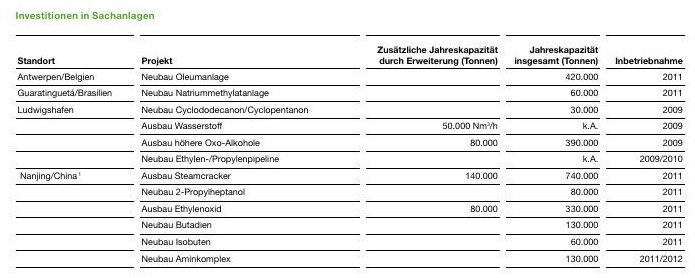 Investitionen in Sachanlagen
Zusätzliche Jahreskapazität Jahreskapazität
Standort Projekt durch Erweiterung (Tonnen) insgesamt (Tonnen) Inbetriebnahme
Antwerpen/Belgien Neubau Oleumanlage 420.000 2011
Guaratinguetá/Brasilien Neubau Natriummethylatanlage 60.000 2011
Ludwigshafen Neubau Cyclododecanon/Cyclopentanon 30.000 2009
Ausbau Wasserstoff 50.000 Nm³/h k.A. 2009
Ausbau höhere Oxo-Alkohole 80.000 390.000 2009
Neubau Ethylen-/Propylenpipeline k.A. 2009/2010
Nanjing/China¹ Ausbau Steamcracker 140.000 740.000 2011
Neubau 2-Propylheptanol 80.000 2011
Ausbau Ethylenoxid 80.000 330.000 2011
Neubau Butadien 130.000 2011
Neubau Isobuten 60.000 2011
Neubau Aminkomplex 130.000 2011/2012